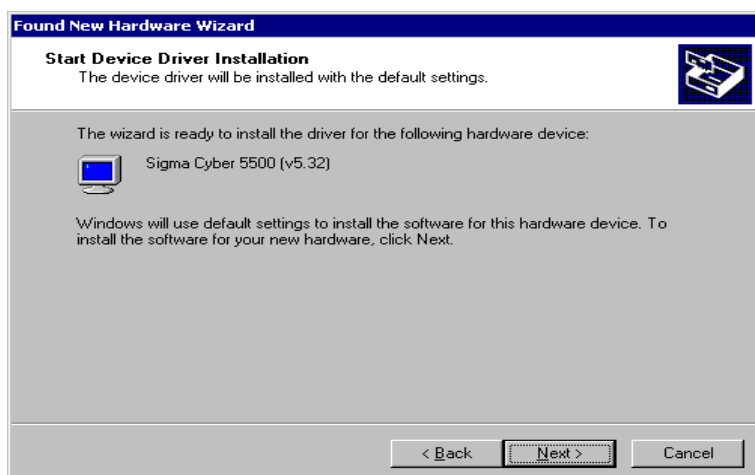 Found New Hardware Wizard
Start Device Driver Installation
The device driver will be installed with the default settings.
The wizard is ready to install the driver for the following hardware device:
Sigma Cyber 5500 (v5.32)
Windows will use default settings to install the software for this hardware device. To
install the software for your new hardware, click Next.
< Back Next > Cancel